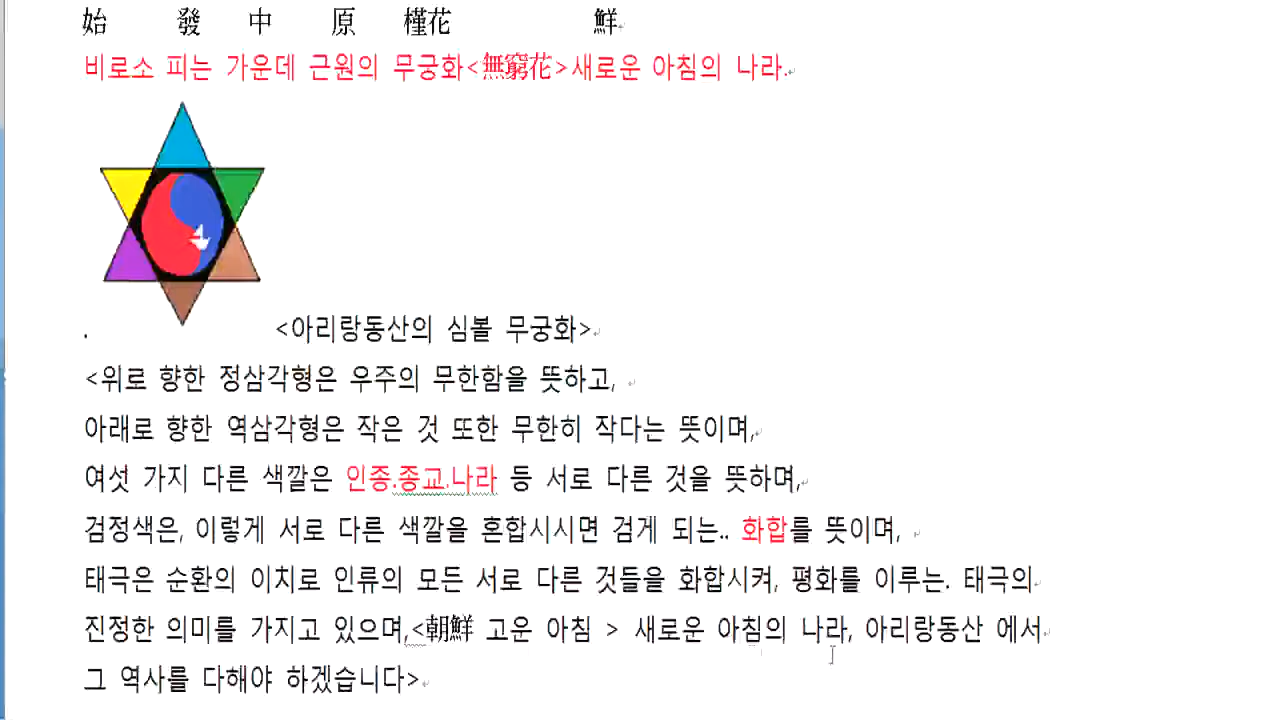 始 發 中 原 槿花 鮮
비로소 피는 가운데 근원의 무궁화<無窮花>새로운 아침의 나라.
. <아리랑동산의 심볼 무궁화>
<위로 향한 정삼각형은 우주의 무한함을 뜻하고,
아래로 향한 역삼각형은 작은 것 또한 무한히 작다는 뜻이며,
여섯 가지 다른 색깔은 인종.종교.나라 등 서로 다른 것을 뜻하며,
검정색은, 이렇게 서로 다른 색깔을 혼합시시면 검게 되는.. 화합를 뜻이며,
태극은 순환의 이치로 인류의 모든 서로 다른 것들을 화합시켜, 평화를 이루는. 태극의
진정한 의미를 가지고 있으며,<朝鮮 고운 아침 > 새로운 아침의 나라, 아리랑동산 에서
그 역사를 다해야 하겠습니다>